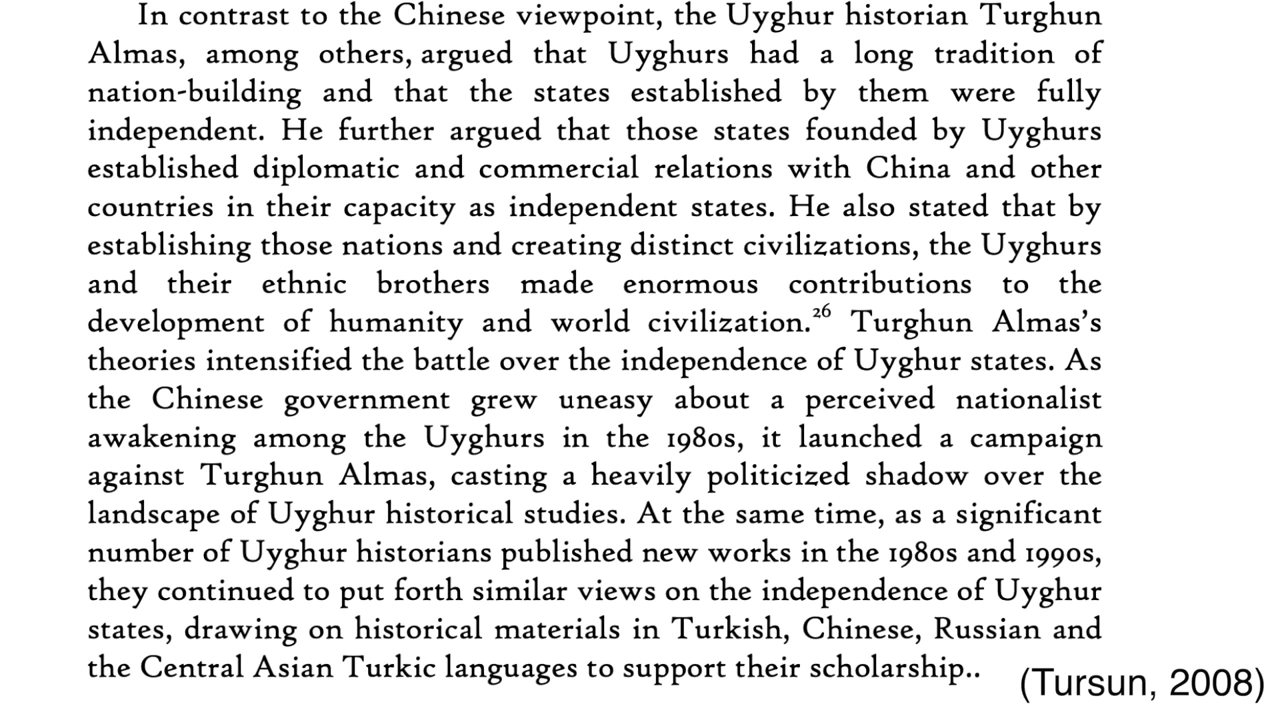 In contrast to the Chinese viewpoint, the Uyghur historian Turghun
Almas, among others, argued that Uyghurs had a long tradition of
nation-building and that the states established by them were fully
independent. He further argued that those states founded by Uyghurs
established diplomatic and commercial relations with China and other
countries in their capacity as independent states. He also stated that by
establishing those nations and creating distinct civilizations, the Uyghurs
and their ethnic brothers made enormous contributions to the
development of humanity and world civilization.²⁶ Turghun Almas’s
theories intensified the battle over the independence of Uyghur states. As
the Chinese government grew uneasy about a perceived nationalist
awakening among the Uyghurs in the 1980s, it launched a campaign
against Turghun Almas, casting a heavily politicized shadow over the
landscape of Uyghur historical studies. At the same time, as a significant
number of Uyghur historians published new works in the 1980s and 1990s,
they continued to put forth similar views on the independence of Uyghur
states, drawing on historical materials in Turkish, Chinese, Russian and
the Central Asian Turkic languages to support their scholarship..
(Tursun, 2008)